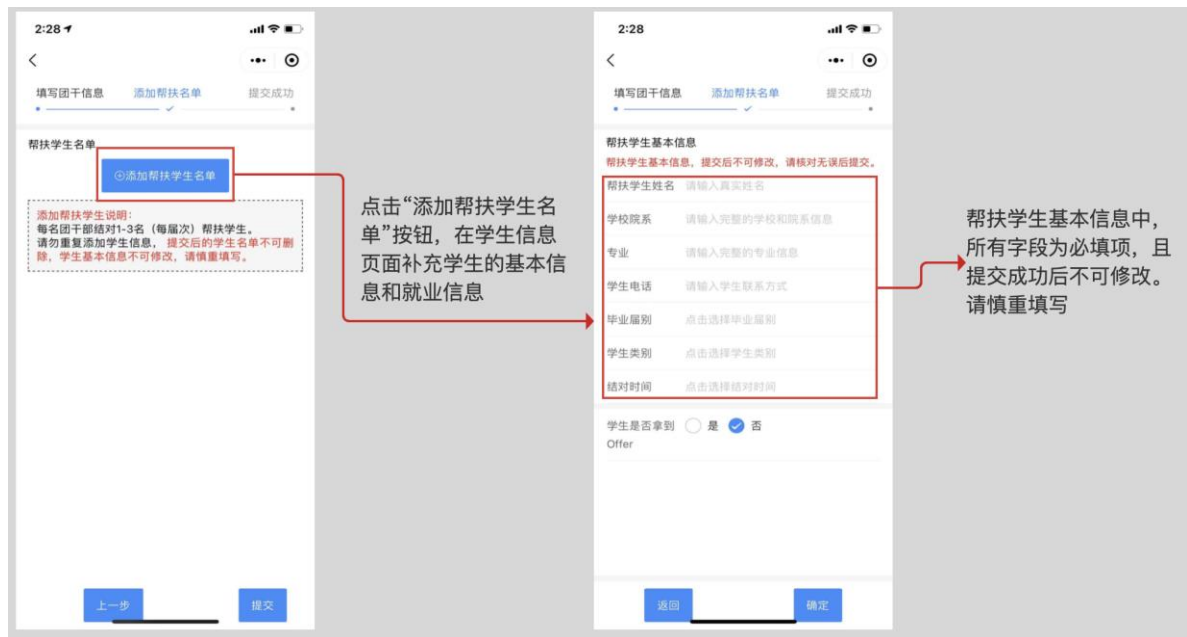 2:28
填写团干信息 添加帮扶名单 提交成功
帮扶学生名单
⊕添加帮扶学生名单
添加帮扶学生说明:
每名团干部结对1-3名（每届次）帮扶学生。
请勿重复添加学生信息， 提交后的学生名单不可删
除，学生基本信息不可修改，请慎重填写。
上一步 提交
点击“添加帮扶学生名
单”按钮，在学生信息
页面补充学生的基本信
息和就业信息
2:28
填写团干信息 添加帮扶名单 提交成功
帮扶学生基本信息
帮扶学生基本信息，提交后不可修改，请核对无误后提交。
帮扶学生姓名 请输入真实姓名
学校院系 请输入完整的学校和院系信息
专业 请输入完整的专业信息
学生电话 请输入学生联系方式
毕业届别 点击选择毕业届别
学生类别 点击选择学生类别
结对时间 点击选择结对时间
学生是否拿到 是 否
Offer
返回 确定
帮扶学生基本信息中，
所有字段为必填项，且
提交成功后不可修改。
请慎重填写